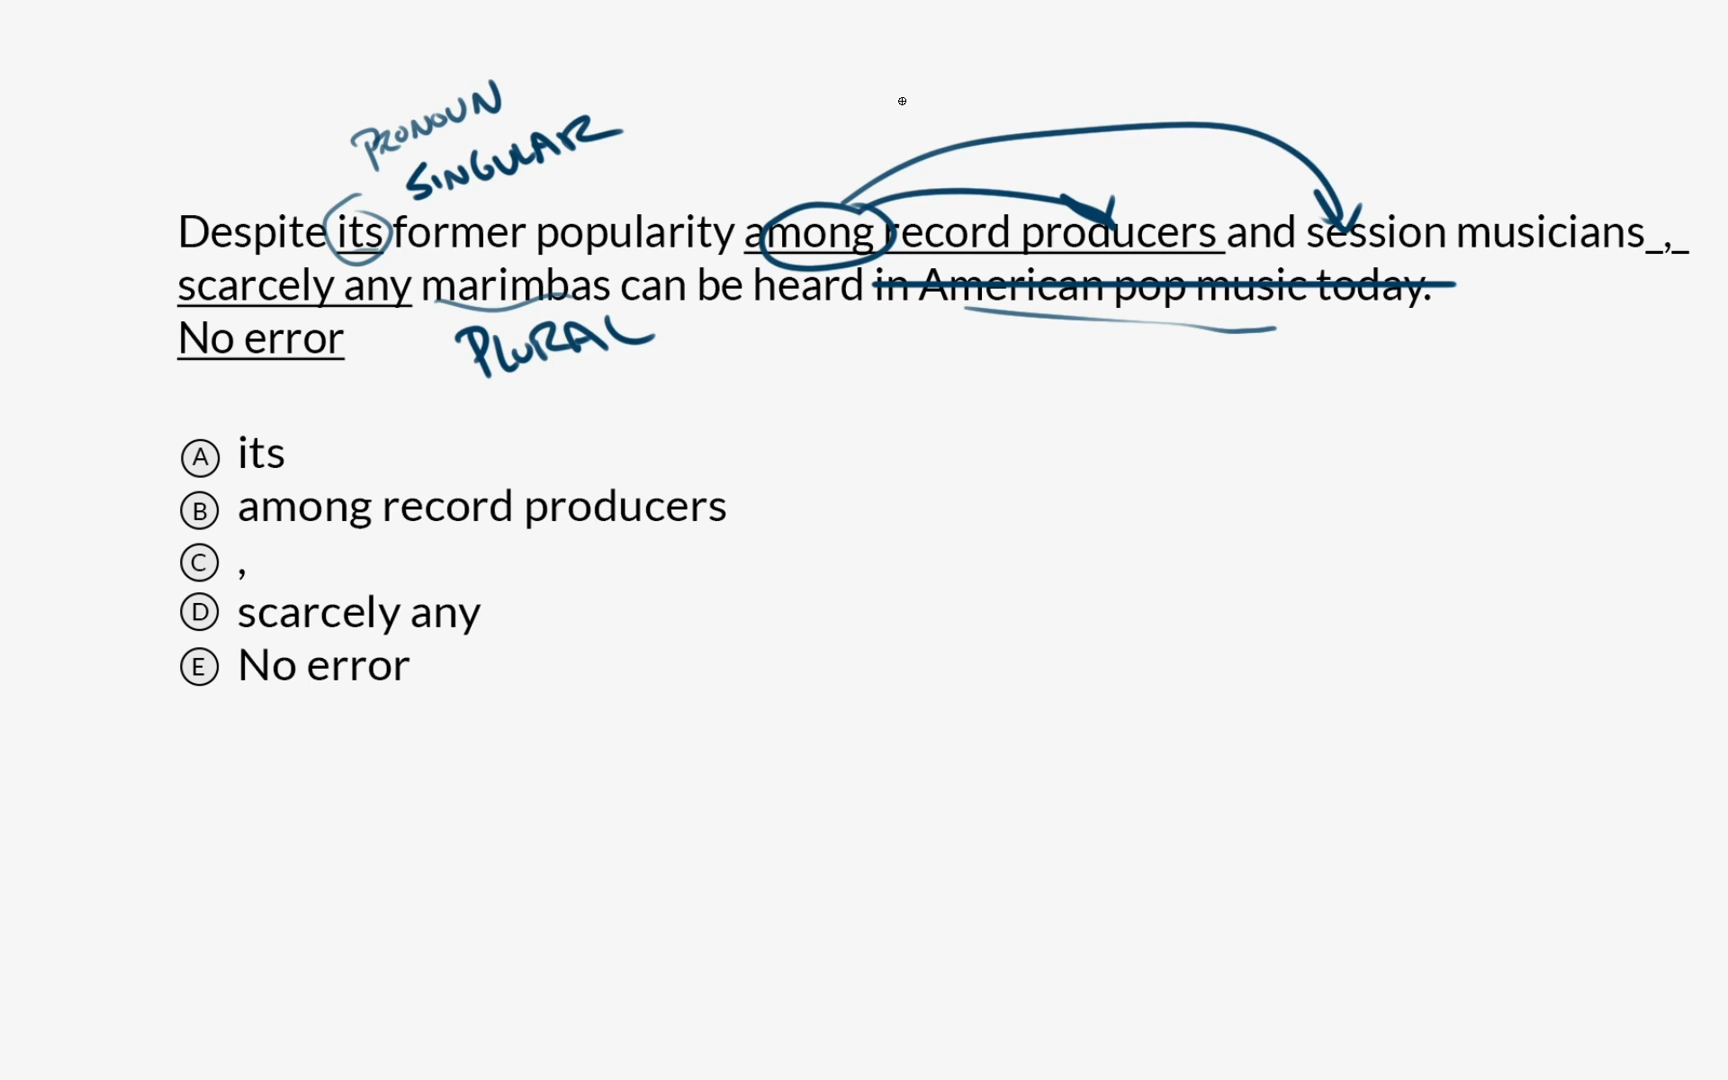 PRONOUN
SINGULAR
Despite its former popularity among record producers and session musicians_,_
scarcely any marimbas can be heard in American pop music today.
No error
PLURAL
A its
B among record producers
C ,
D scarcely any
E No error